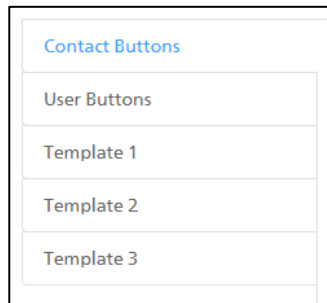 Contact Buttons
User Buttons
Template 1
Template 2
Template 3